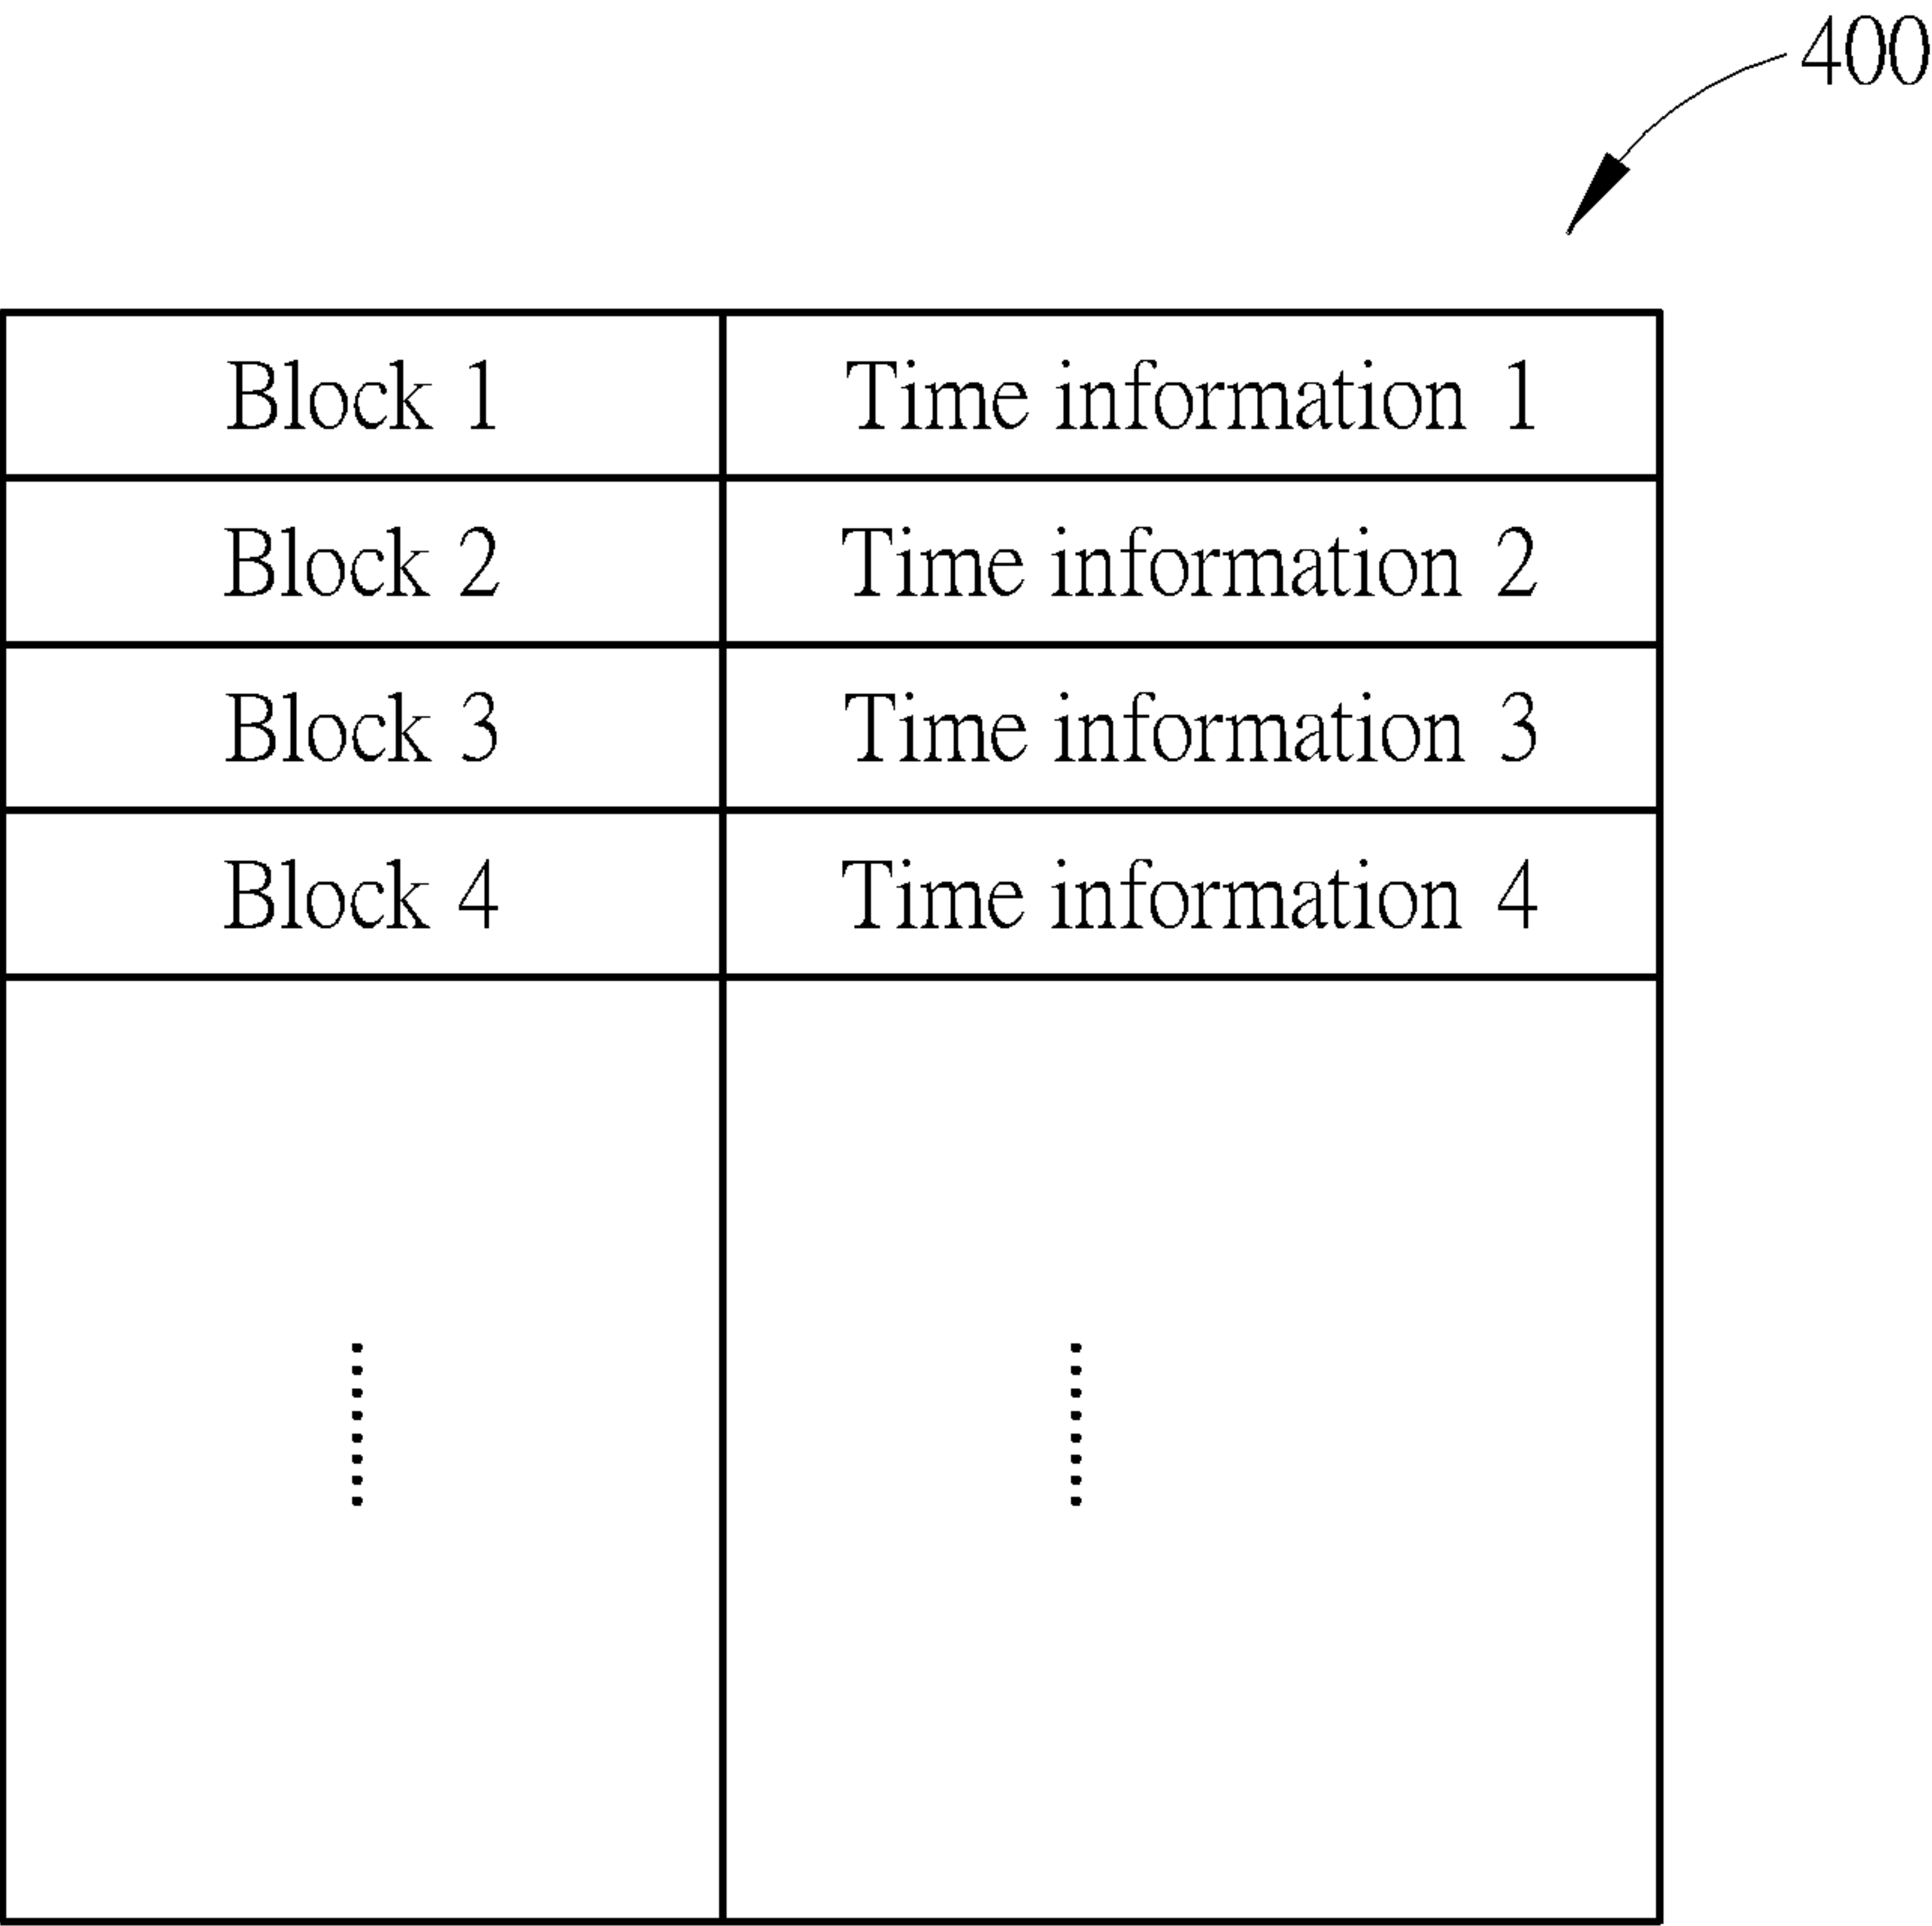 400
Block 1 Time information 1
Block 2 Time information 2
Block 3 Time information 3
Block 4 Time information 4